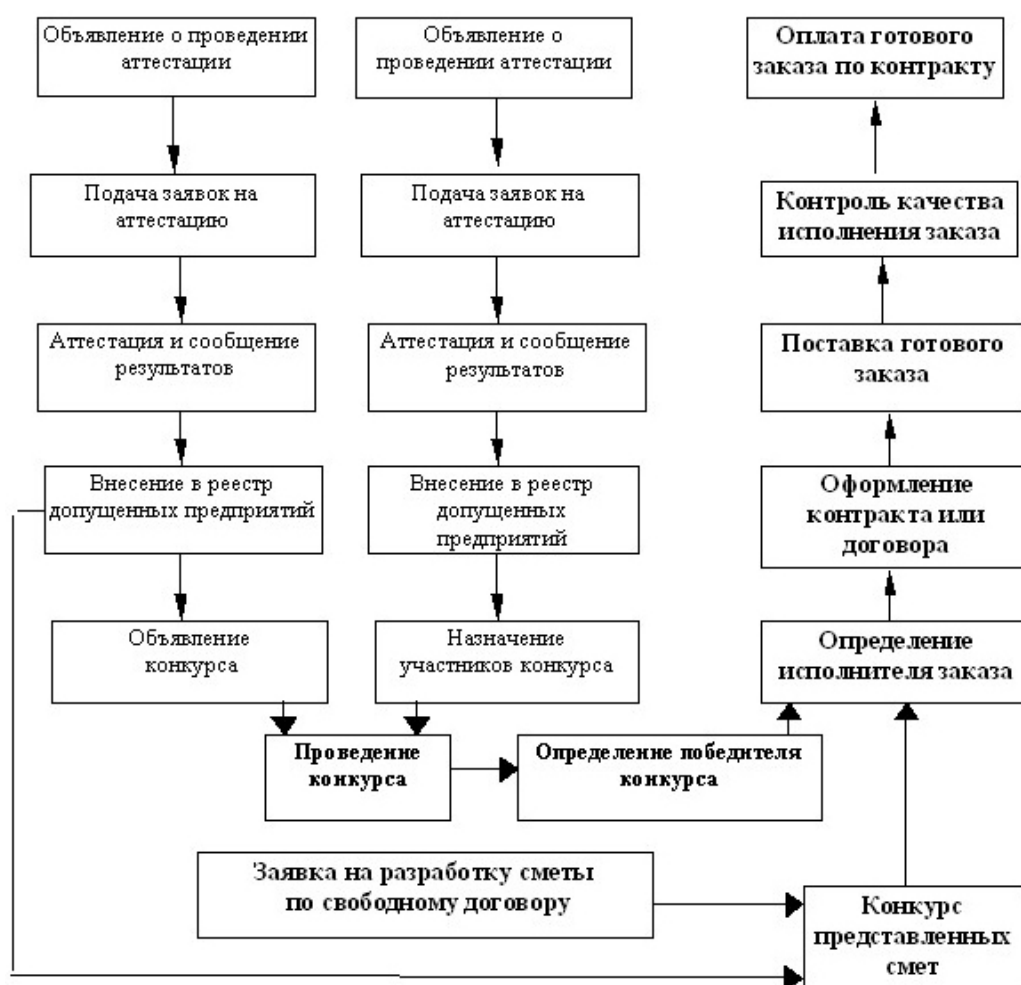 Объявление о проведении
аттестации
Подача заявок на
аттестацию
Аттестация и сообщение
результатов
Внесение в реестр
допущенных предприятий
Объявление
конкурса
Объявление о
проведении аттестации
Подача заявок на
аттестацию
Аттестация и сообщение
результатов
Внесение в реестр
допущенных
предприятий
Назначение
участников конкурса
Проведение
конкурса
Определение победителя
конкурса
Заявка на разработку сметы
по свободному договору
Конкурс
представленных
смет
Определение
исполнителя заказа
Оформление
контракта или
договора
Поставка готового
заказа
Контроль качества
исполнения заказа
Оплата готового
заказа по контракту